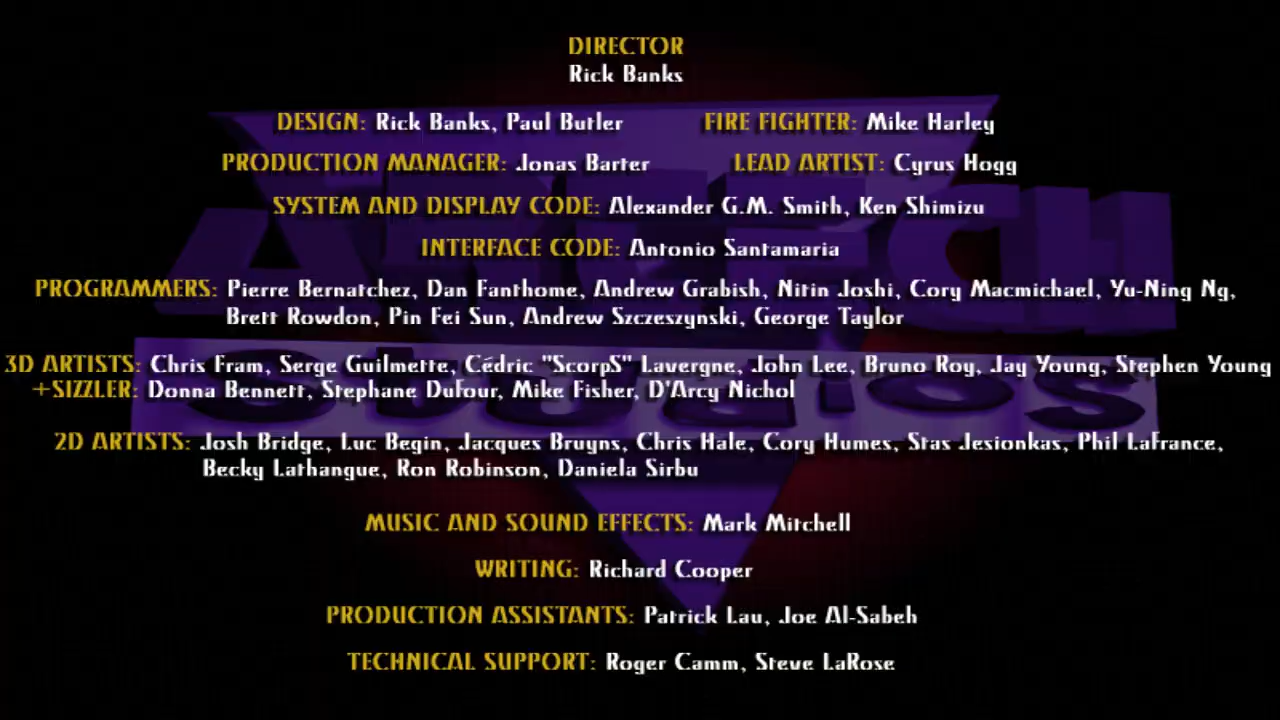 DIRECTOR
Rick Banks
DESIGN: Rick Banks, Paul Butler FIRE FIGHTER: Mike Harley
PRODUCTION MANAGER: Jonas Barter LEAD ARTIST: Cyrus Hogg
SYSTEM AND DISPLAY CODE: Alexander G.M. Smith, Ken Shimizu
INTERFACE CODE: Antonio Santamaria
PROGRAMMERS: Pierre Bernatchez, Dan Fanthome, Andrew Grabish, Nitin Joshi, Cory Macmichael, Yu-Ning Ng,
Brett Rowdon, Pin Fei Sun, Andrew Szczeszynski, George Taylor
3D ARTISTS: Chris Fram, Serge Guilmette, Cédric "ScorpS" Lavergne, John Lee, Bruno Roy, Jay Young, Stephen Young
+SIZZLER: Donna Bennett, Stephane Dufour, Mike Fisher, D'Arcy Nichol
2D ARTISTS: Josh Bridge, Luc Begin, Jacques Bruyns, Chris Hale, Cory Humes, Stas Jesionkas, Phil LaFrance,
Becky Lathangue, Ron Robinson, Daniela Sirbu
MUSIC AND SOUND EFFECTS: Mark Mitchell
WRITING: Richard Cooper
PRODUCTION ASSISTANTS: Patrick Lau, Joe Al-Sabeh
TECHNICAL SUPPORT: Roger Camm, Steve LaRose
ARTECH
Studios